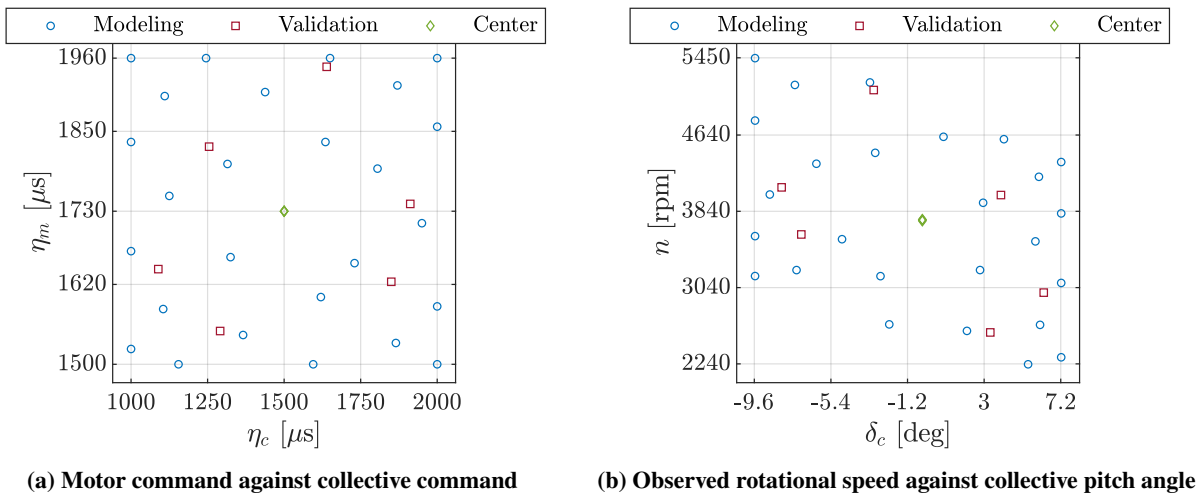 Modeling Validation Center
1960
1850
1730
1620
1500
η_m [μs]
1000 1250 1500 1750 2000
η_c [μs]
(a) Motor command against collective command
Modeling Validation Center
5450
4640
3840
3040
2240
n [rpm]
-9.6 -5.4 -1.2 3 7.2
δ_c [deg]
(b) Observed rotational speed against collective pitch angle